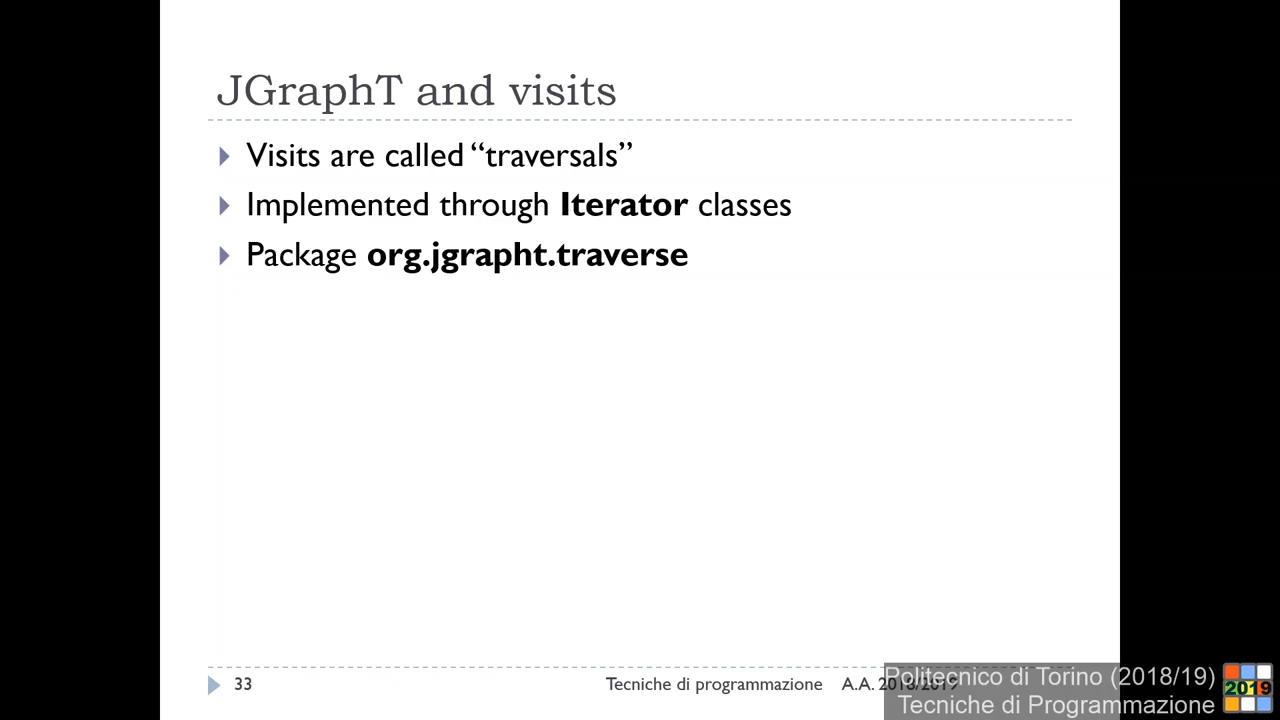 JGraphT and visits
Visits are called “traversals”
Implemented through Iterator classes
Package org.jgrapht.traverse
33
Tecniche di programmazione A.A. 2018/2019
Politecnico di Torino (2018/19)
Tecniche di Programmazione
2019